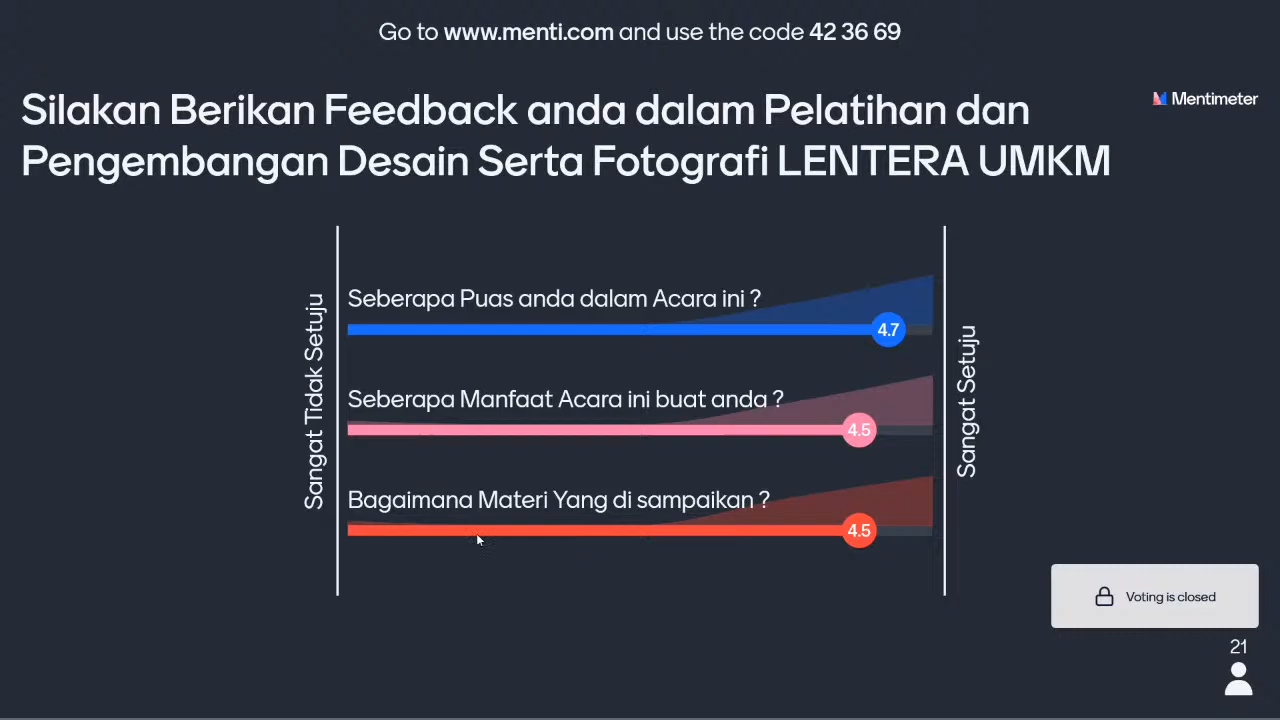 Go to www.menti.com and use the code 42 36 69
Silakan Berikan Feedback anda dalam Pelatihan dan
Pengembangan Desain Serta Fotografi LENTERA UMKM
Mentimeter
Sangat Tidak Setuju
Seberapa Puas anda dalam Acara ini ?
4.7
Seberapa Manfaat Acara ini buat anda ?
4.5
Bagaimana Materi Yang di sampaikan ?
4.5
Sangat Setuju
Voting is closed
21